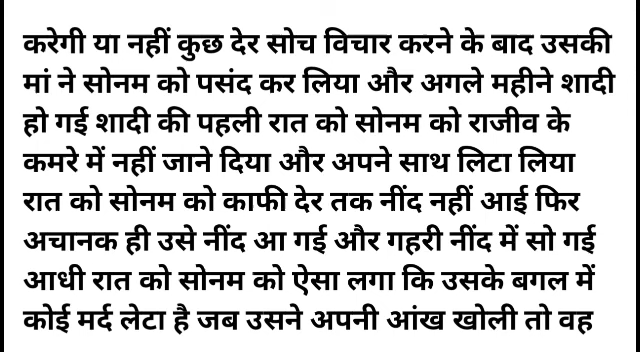 करेगी या नहीं कुछ देर सोच विचार करने के बाद उसकी
मां ने सोनम को पसंद कर लिया और अगले महीने शादी
हो गई शादी की पहली रात को सोनम को राजीव के
कमरे में नहीं जाने दिया और अपने साथ लिटा लिया
रात को सोनम को काफी देर तक नींद नहीं आई फिर
अचानक ही उसे नींद आ गई और गहरी नींद में सो गई
आधी रात को सोनम को ऐसा लगा कि उसके बगल में
कोई मर्द लेटा है जब उसने अपनी आंख खोली तो वह